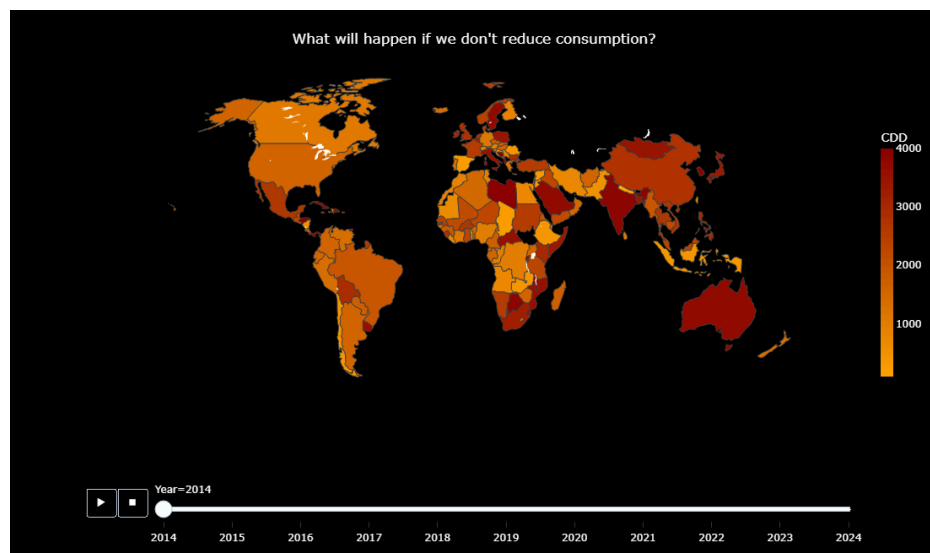 What will happen if we don't reduce consumption?
CDD
4000
3000
2000
1000
Year=2014
2014 2015 2016 2017 2018 2019 2020 2021 2022 2023 2024